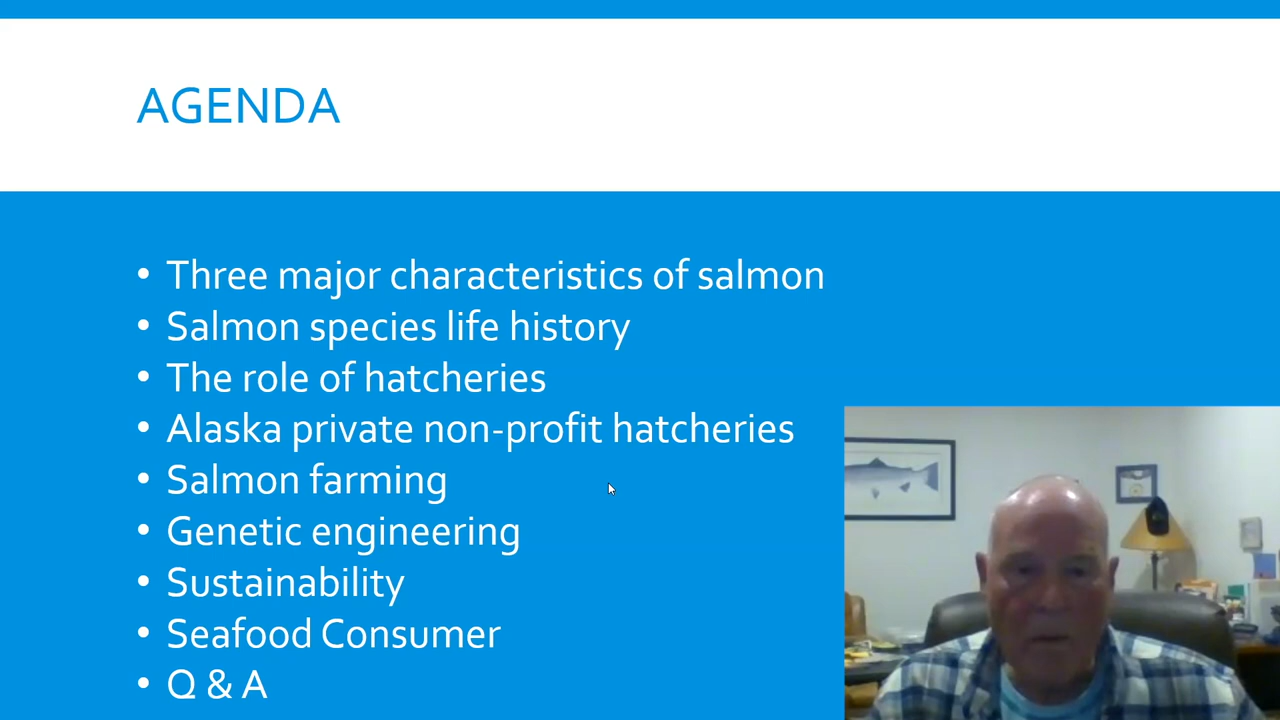 AGENDA
• Three major characteristics of salmon
• Salmon species life history
• The role of hatcheries
• Alaska private non-profit hatcheries
• Salmon farming
• Genetic engineering
• Sustainability
• Seafood Consumer
• Q & A